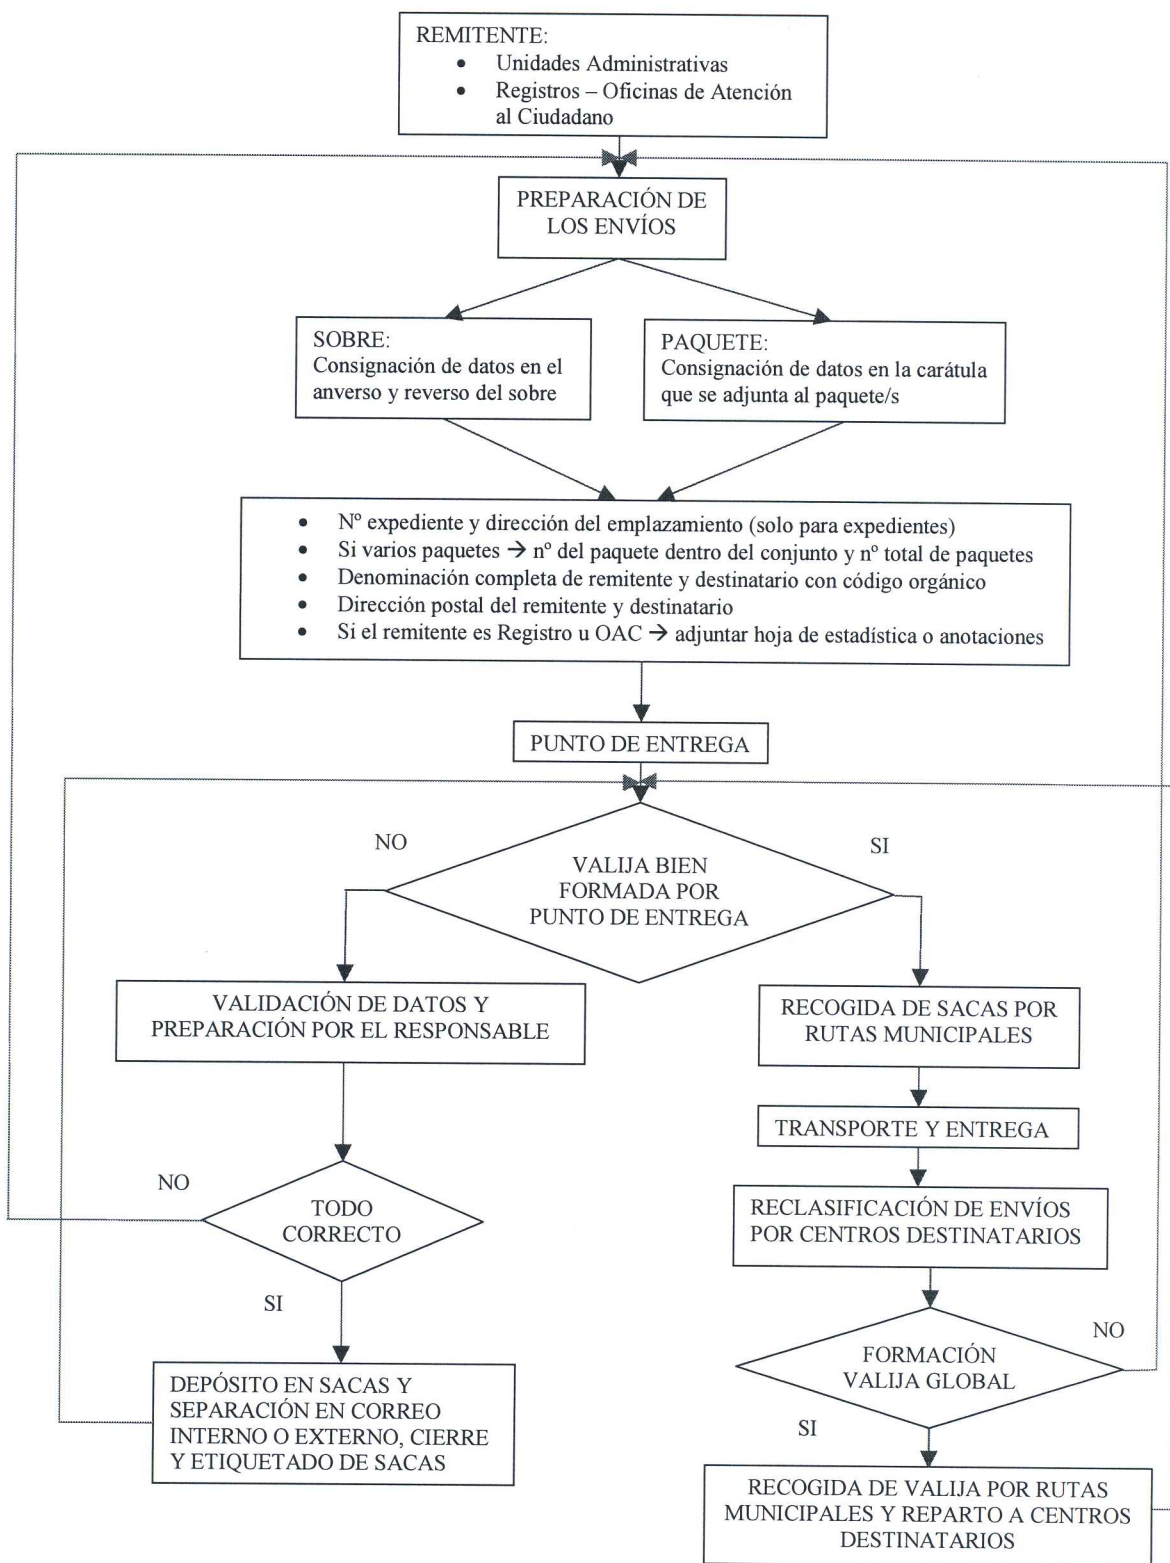 REMITENTE:
• Unidades Administrativas
• Registros – Oficinas de Atención
al Ciudadano
PREPARACIÓN DE
LOS ENVÍOS
SOBRE:
Consignación de datos en el
anverso y reverso del sobre
PAQUETE:
Consignación de datos en la carátula
que se adjunta al paquete/s
• Nº expediente y dirección del emplazamiento (solo para expedientes)
• Si varios paquetes → nº del paquete dentro del conjunto y nº total de paquetes
• Denominación completa de remitente y destinatario con código orgánico
• Dirección postal del remitente y destinatario
• Si el remitente es Registro u OAC → adjuntar hoja de estadística o anotaciones
PUNTO DE ENTREGA
NO
SI
VALIJA BIEN
FORMADA POR
PUNTO DE ENTREGA
VALIDACIÓN DE DATOS Y
PREPARACIÓN POR EL RESPONSABLE
RECOGIDA DE SACAS POR
RUTAS MUNICIPALES
TRANSPORTE Y ENTREGA
NO
TODO
CORRECTO
RECLASIFICACIÓN DE ENVÍOS
POR CENTROS DESTINATARIOS
SI
NO
FORMACIÓN
VALIJA GLOBAL
DEPÓSITO EN SACAS Y
SEPARACIÓN EN CORREO
INTERNO O EXTERNO, CIERRE
Y ETIQUETADO DE SACAS
SI
RECOGIDA DE VALIJA POR RUTAS
MUNICIPALES Y REPARTO A CENTROS
DESTINATARIOS